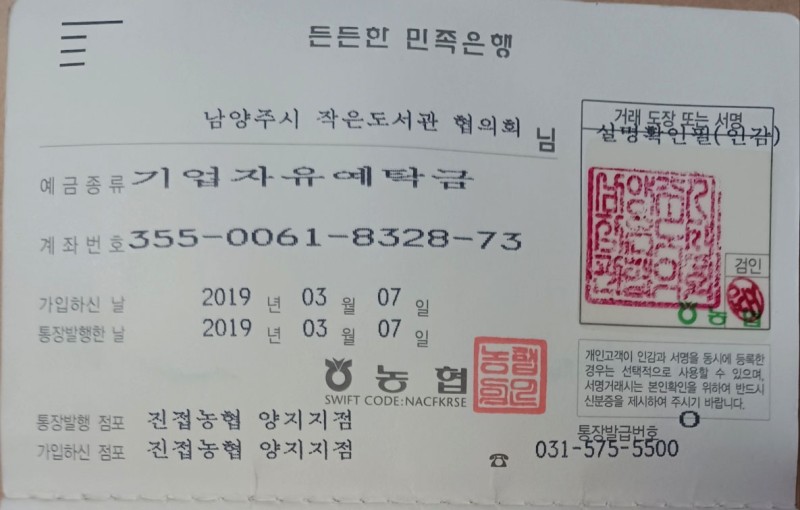 든든한 민족은행
남양주시 작은도서관 협의회 님
거래 도장 또는 서명
실명확인필(인감)
예금종류 기업자유예탁금
계좌번호 355-0061-8328-73
검인
가입하신 날 2019 년 03 월 07 일
통장발행한 날 2019 년 03 월 07 일
농협
농협
SWIFT CODE:NACFKRSE
개인고객이 인감과 서명을 동시에 등록한
경우는 선택적으로 사용할 수 있으며,
서명거래시는 본인확인을 위하여 반드시
신분증을 제시하여 주시기 바랍니다.
통장발행 점포 진접농협 양지지점
통장발급번호 0
가입하신 점포 진접농협 양지지점
☎ 031-575-5500